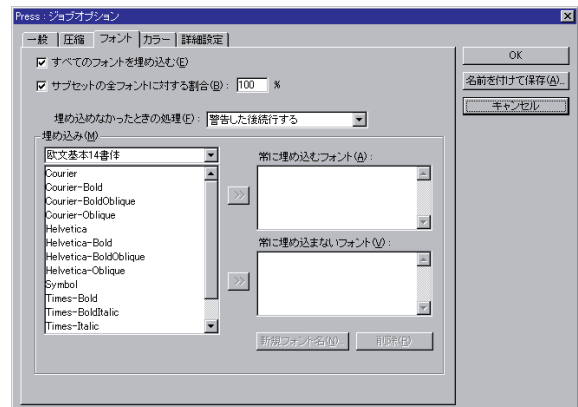 Press : ジョブオプション
一般 圧縮 フォント カラー 詳細設定
すべてのフォントを埋め込む(E)
サブセットの全フォントに対する割合(B) : 100 %
埋め込めなかったときの処理(F) : 警告した後続行する
埋め込み(M)
欧文基本14書体
Courier
Courier-Bold
Courier-BoldOblique
Courier-Oblique
Helvetica
Helvetica-Bold
Helvetica-BoldOblique
Helvetica-Oblique
Symbol
Times-Bold
Times-BoldItalic
Times-Italic
>>
>>
常に埋め込むフォント(A) :
常に埋め込まないフォント(V) :
新規フォント名(N)...
削除(R)
OK
名前を付けて保存(A)...
キャンセル